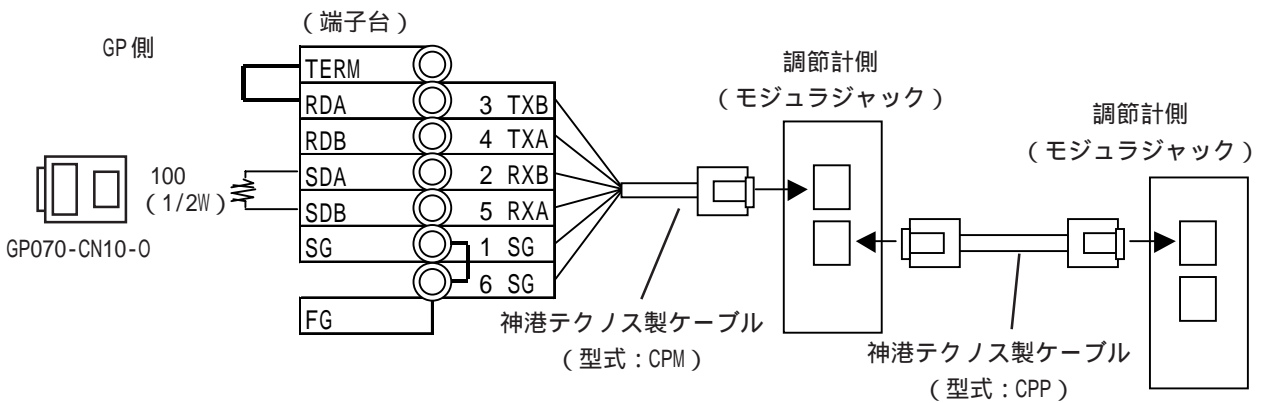 (端子台)
GP側
TERM
RDA 3 TXB
RDB 4 TXA
SDA 2 RXB
SDB 5 RXA
SG 1 SG
6 SG
FG
100
(1/2W)
GP070-CN10-O
調節計側
(モジュラジャック)
調節計側
(モジュラジャック)
神港テクノス製ケーブル
(型式:CPM)
神港テクノス製ケーブル
(型式:CPP)